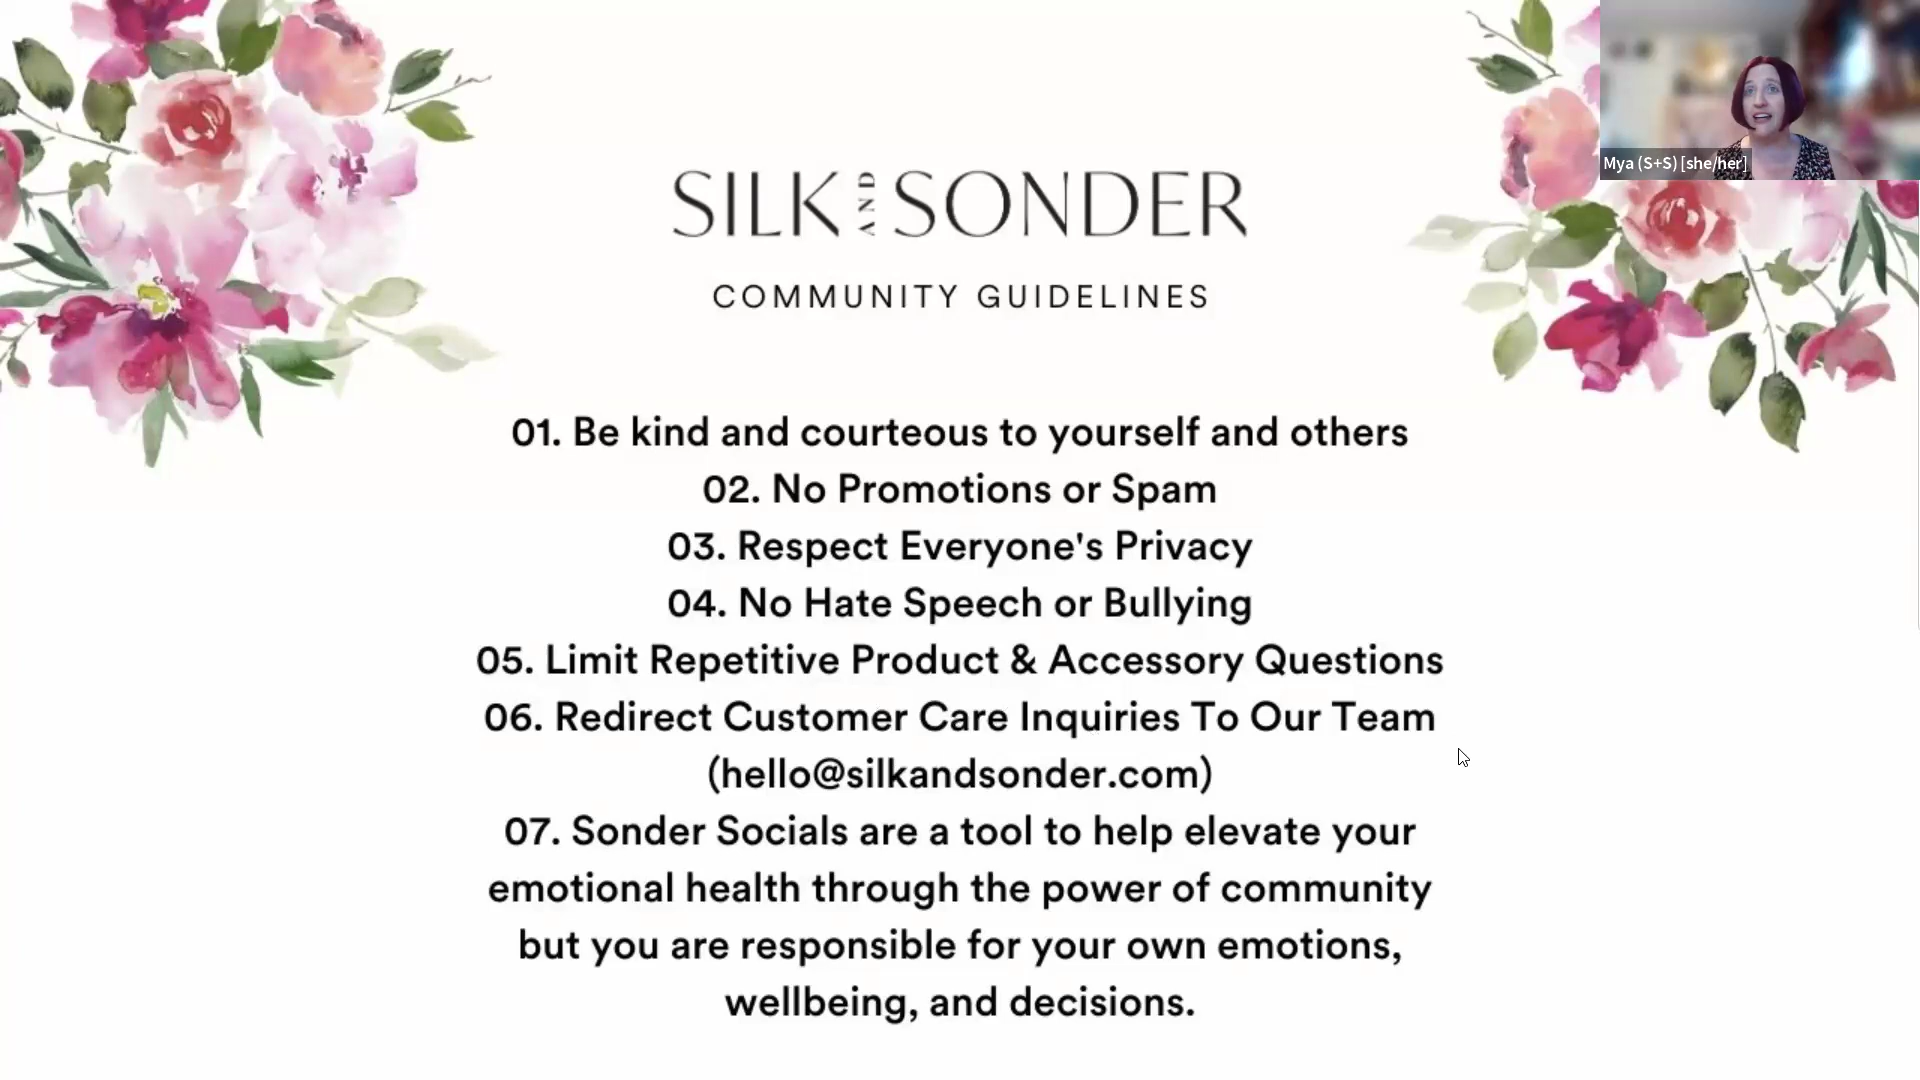 Mya (S+S) [she/her]
SILK AND SONDER
COMMUNITY GUIDELINES
01. Be kind and courteous to yourself and others
02. No Promotions or Spam
03. Respect Everyone's Privacy
04. No Hate Speech or Bullying
05. Limit Repetitive Product & Accessory Questions
06. Redirect Customer Care Inquiries To Our Team
(hello@silkandsonder.com)
07. Sonder Socials are a tool to help elevate your
emotional health through the power of community
but you are responsible for your own emotions,
wellbeing, and decisions.